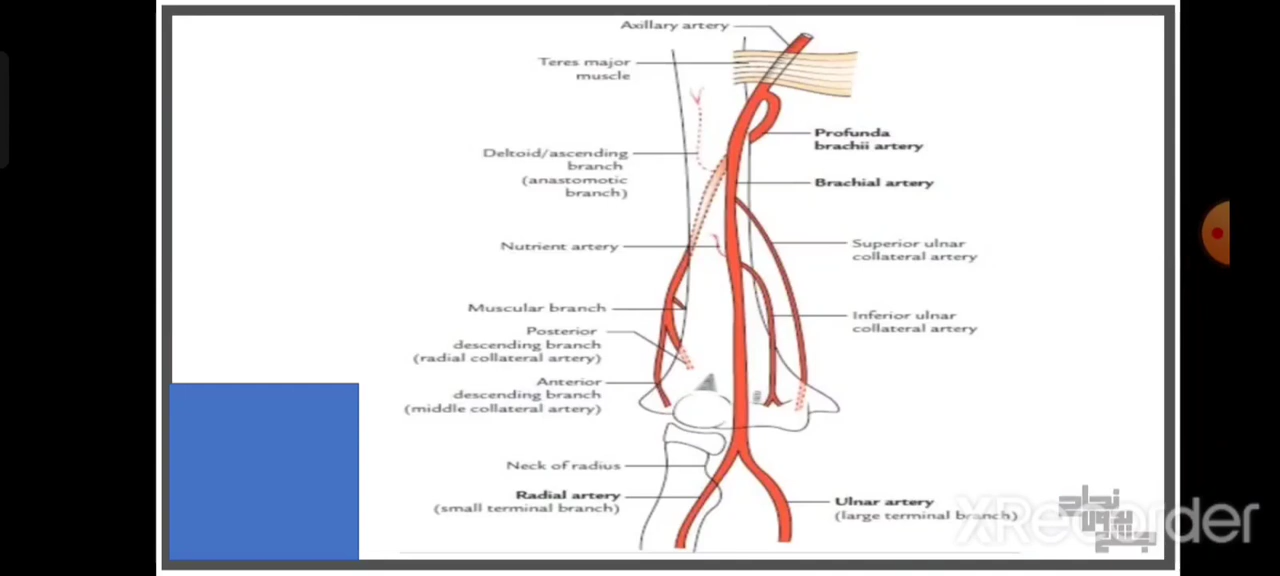 Axillary artery
Teres major
muscle
Profunda
brachii artery
Deltoid/ascending
branch
(anastomotic
branch)
Brachial artery
Nutrient artery
Superior ulnar
collateral artery
Muscular branch
Inferior ulnar
collateral artery
Posterior
descending branch
(radial collateral artery)
Anterior
descending branch
(middle collateral artery)
Neck of radius
Radial artery
(small terminal branch)
Ulnar artery
(large terminal branch)
XRecorder